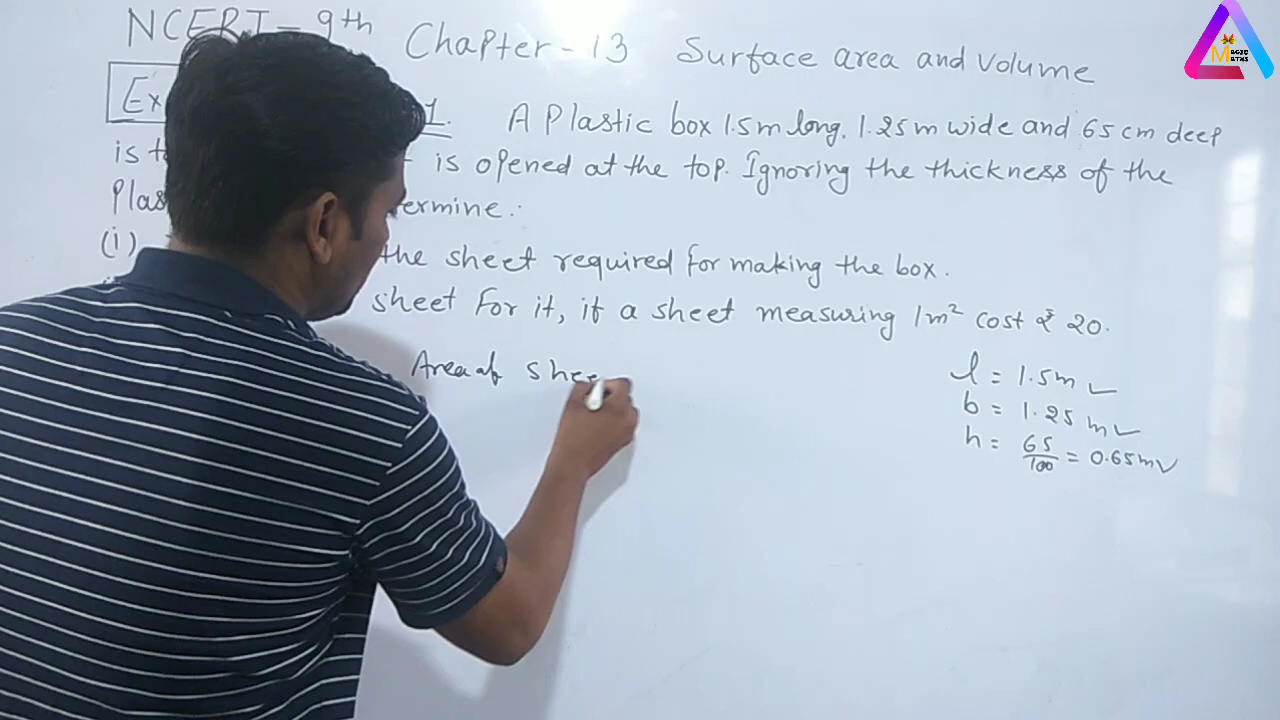 NCERT - 9th Chapter-13 Surface area and Volume
Ex 1. A Plastic box 1.5m long. 1.25m wide and 65cm deep
is is opened at the top. Ignoring the thickness of the
(i) the sheet required for making the box.
sheet For it, if a sheet measuring 1m² cost ₹ 20.
Area of shee
l = 1.5m ✓
b = 1.25 m ✓
h = 65/100 = 0.65m ✓
Magic Maths